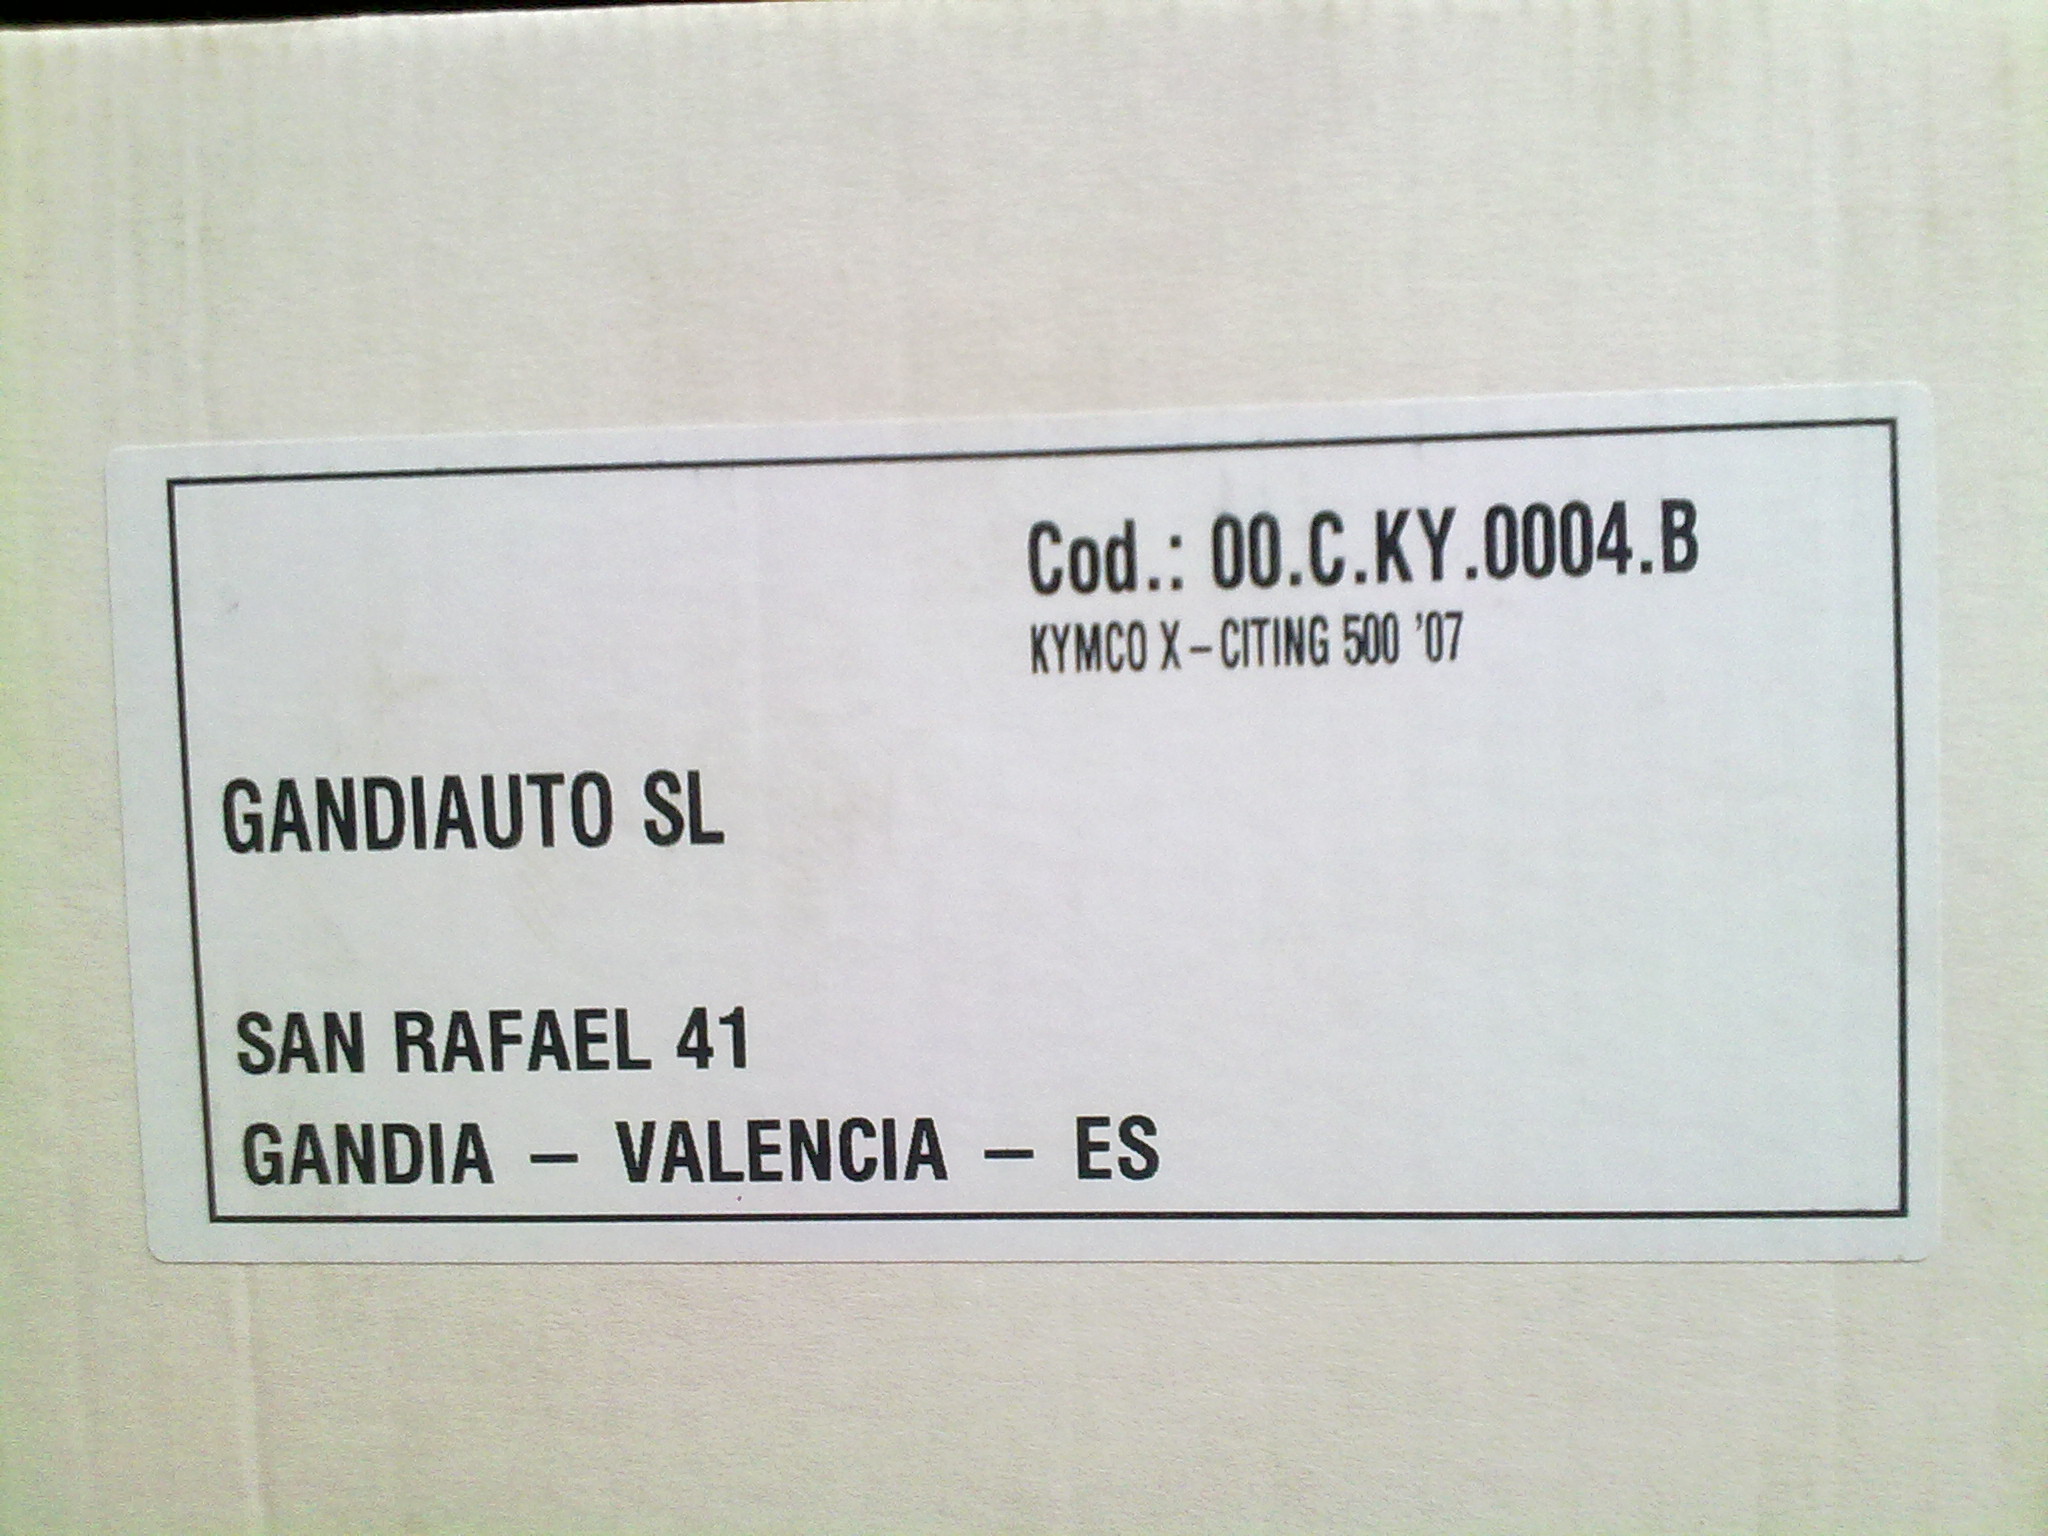 Cod.: 00.C.KY.0004.B
KYMCO X-CITING 500 '07
GANDIAUTO SL
SAN RAFAEL 41
GANDIA - VALENCIA - ES